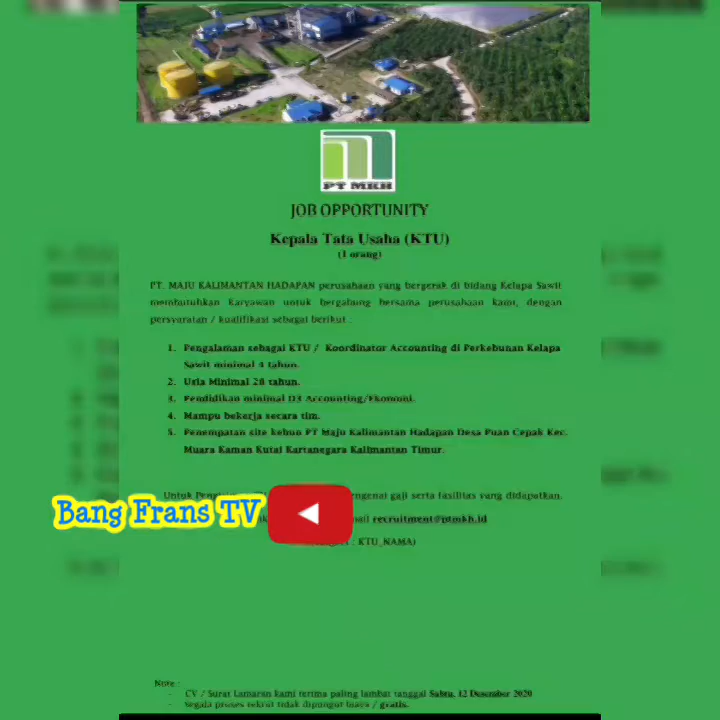 PT MKH
JOB OPPORTUNITY
Kepala Tata Usaha (KTU)
(1 orang)
PT. MAJU KALIMANTAN HADAPAN perusahaan yang bergerak di bidang Kelapa Sawit
membutuhkan Karyawan untuk bergabung bersama perusahaan kami, dengan
persyaratan / kualifikasi sebagai berikut
1. Pengalaman sebagai KTU / Koordinator Accounting di Perkebunan Kelapa
Sawit minimal 4 tahun.
2. Usia Minimal 28 tahun.
3. Pendidikan minimal D3 Accounting/Ekonomi.
4. Mampu bekerja secara tim.
5. Penempatan site kebun PT Maju Kalimantan Hadapan Desa Puan Cepak Kec.
Muara Kaman Kutai Kartanegara Kalimantan Timur.
Untuk mengenai gaji serta fasilitas yang didapatkan.
Bang Frans TV
recruitment@ptmkh.id
: KTU_NAMA)
Note :
- CV / Surat Lamaran kami terima paling lambat tanggal Sabtu, 12 Desember 2020
- Segala proses rekrut tidak dipungut biaya / gratis.